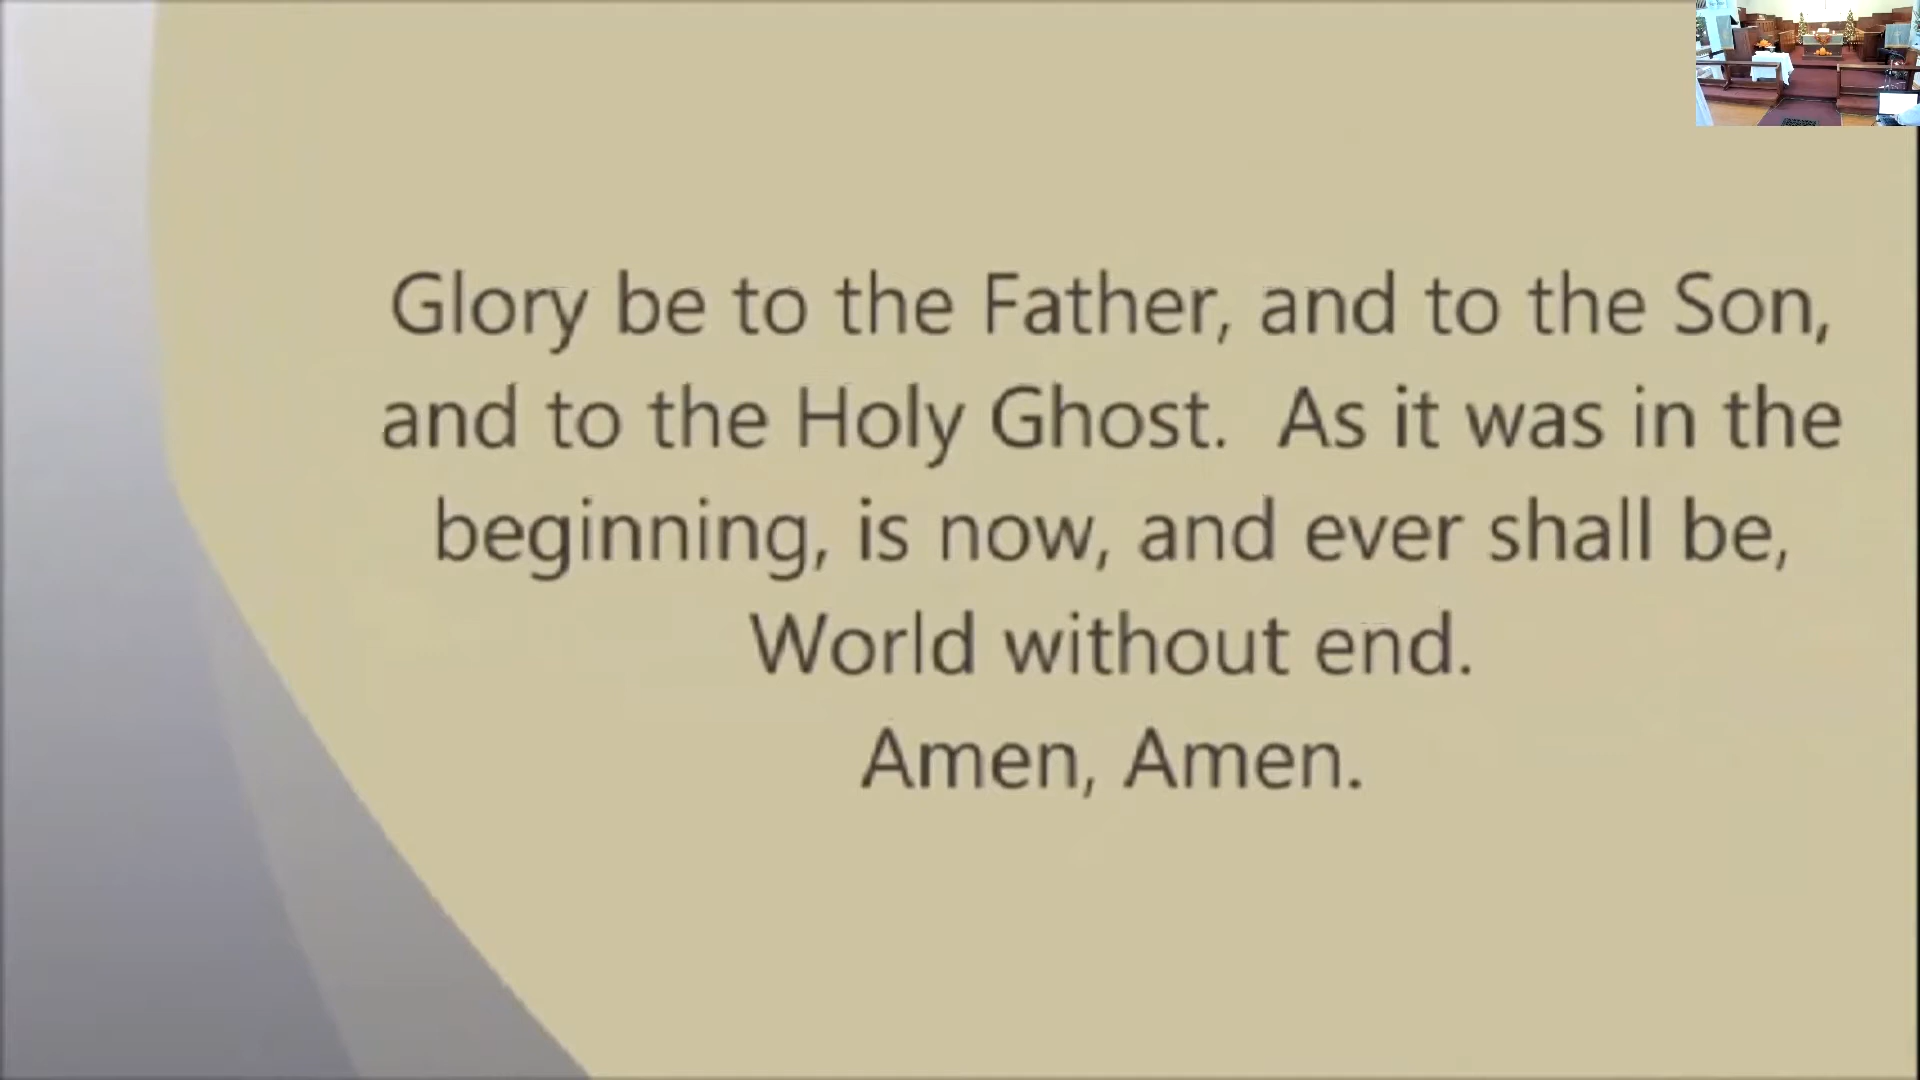 Glory be to the Father, and to the Son,
and to the Holy Ghost.  As it was in the
beginning, is now, and ever shall be,
World without end.
Amen, Amen.